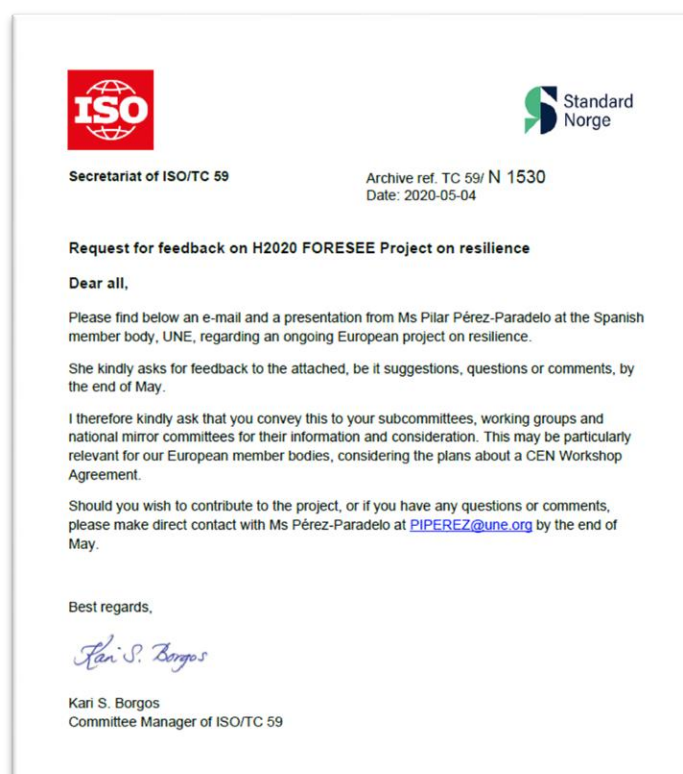 ISO
Standard
Norge
Secretariat of ISO/TC 59
Archive ref. TC 59/ N 1530
Date: 2020-05-04
Request for feedback on H2020 FORESEE Project on resilience
Dear all,
Please find below an e-mail and a presentation from Ms Pilar Pérez-Paradelo at the Spanish
member body, UNE, regarding an ongoing European project on resilience.
She kindly asks for feedback to the attached, be it suggestions, questions or comments, by
the end of May.
I therefore kindly ask that you convey this to your subcommittees, working groups and
national mirror committees for their information and consideration. This may be particularly
relevant for our European member bodies, considering the plans about a CEN Workshop
Agreement.
Should you wish to contribute to the project, or if you have any questions or comments,
please make direct contact with Ms Pérez-Paradelo at PIPEREZ@une.org by the end of
May.
Best regards,
Kari S. Borgos
Kari S. Borgos
Committee Manager of ISO/TC 59